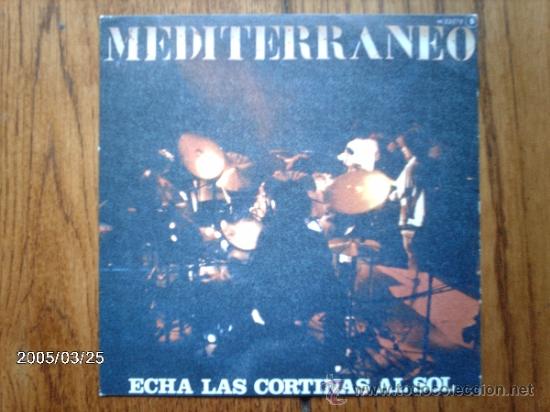 MEDITERRANEO
ECHA LAS CORTINAS AL SOL
2005/03/25
todocoleccion.net